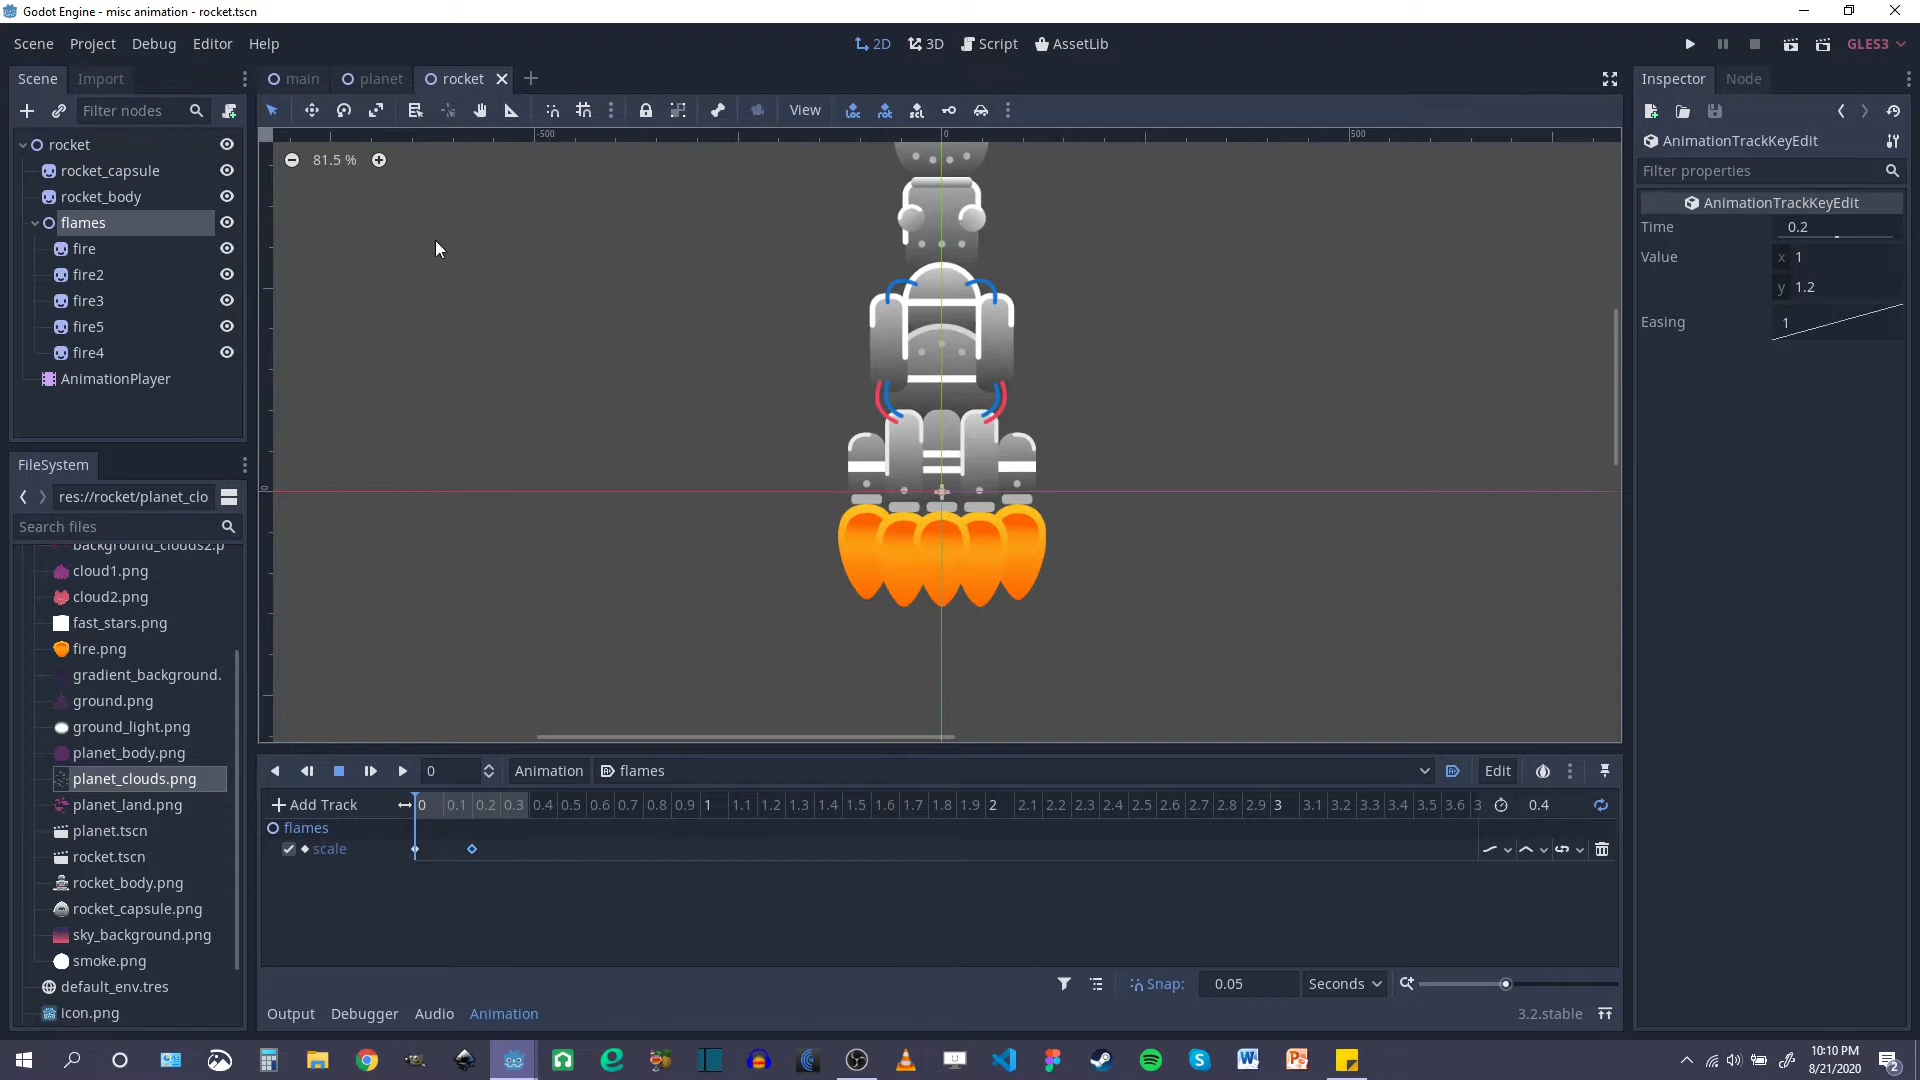 Godot Engine - misc animation - rocket.tscn
Scene Project Debug Editor Help
2D 3D Script AssetLib
GLES3
Scene Import
main planet rocket
Inspector Node
Filter nodes
View
rocket
rocket_capsule
rocket_body
flames
fire
fire2
fire3
fire5
fire4
AnimationPlayer
-500 0 500
81.5 %
0
AnimationTrackKeyEdit
Filter properties
AnimationTrackKeyEdit
Time 0.2
Value x 1
y 1.2
Easing 1
FileSystem
res://rocket/planet_clo
Search files
background_clouds2.p
cloud1.png
cloud2.png
fast_stars.png
fire.png
gradient_background.
ground.png
ground_light.png
planet_body.png
planet_clouds.png
planet_land.png
planet.tscn
rocket.tscn
rocket_body.png
rocket_capsule.png
sky_background.png
smoke.png
default_env.tres
icon.png
0 Animation flames Edit
Add Track 0 0.1 0.2 0.3 0.4 0.5 0.6 0.7 0.8 0.9 1 1.1 1.2 1.3 1.4 1.5 1.6 1.7 1.8 1.9 2 2.1 2.2 2.3 2.4 2.5 2.6 2.7 2.8 2.9 3 3.1 3.2 3.3 3.4 3.5 3.6 3 0.4
flames
scale
Snap: 0.05 Seconds
Output Debugger Audio Animation
3.2.stable
10:10 PM
8/21/2020
2